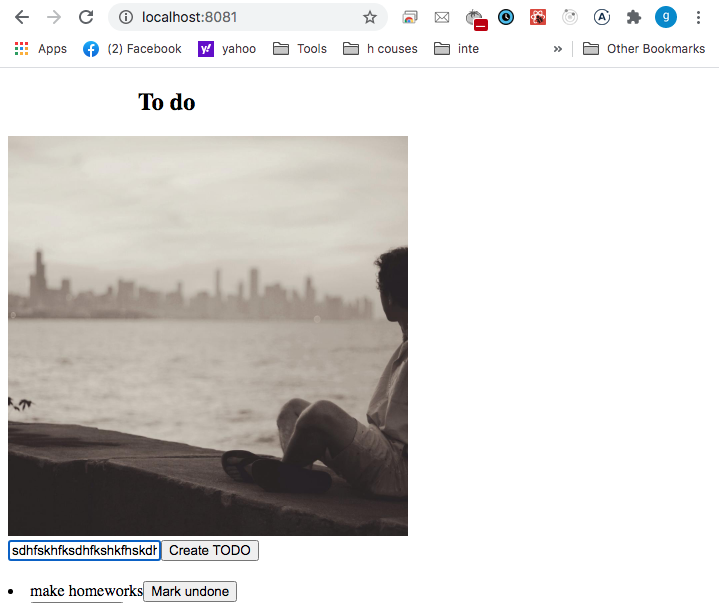 localhost:8081
g
Apps (2) Facebook yahoo Tools h couses inte » Other Bookmarks
To do
sdhfskhfksdhfkshkfhskdh Create TODO
make homeworks Mark undone